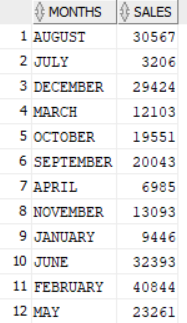 MONTHS SALES
1 AUGUST 30567
2 JULY 3206
3 DECEMBER 29424
4 MARCH 12103
5 OCTOBER 19551
6 SEPTEMBER 20043
7 APRIL 6985
8 NOVEMBER 13093
9 JANUARY 9446
10 JUNE 32393
11 FEBRUARY 40844
12 MAY 23261